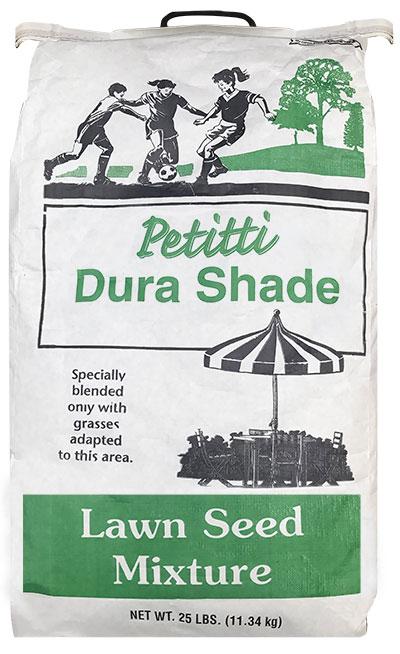 Petitti
Dura Shade
Specially
blended
only with
grasses
adapted
to this area.
Lawn Seed
Mixture
NET WT. 25 LBS. (11.34 kg)